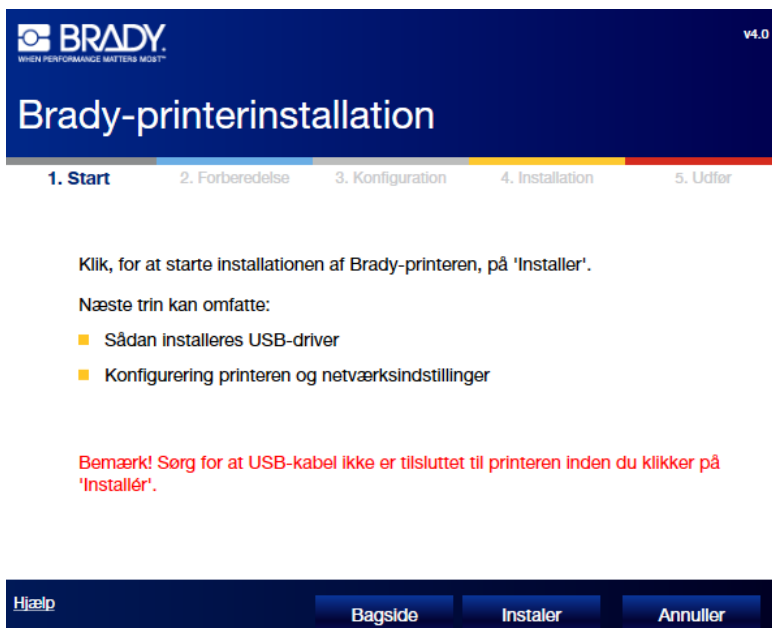 BRADY.
WHEN PERFORMANCE MATTERS MOST™
v4.0
Brady-printerinstallation
1. Start
2. Forberedelse
3. Konfiguration
4. Installation
5. Udfør
Klik, for at starte installationen af Brady-printeren, på 'Installer'.
Næste trin kan omfatte:
Sådan installeres USB-driver
Konfigurering printeren og netværksindstillinger
Bemærk! Sørg for at USB-kabel ikke er tilsluttet til printeren inden du klikker på
'Installér'.
Hjælp
Bagside
Instaler
Annuller